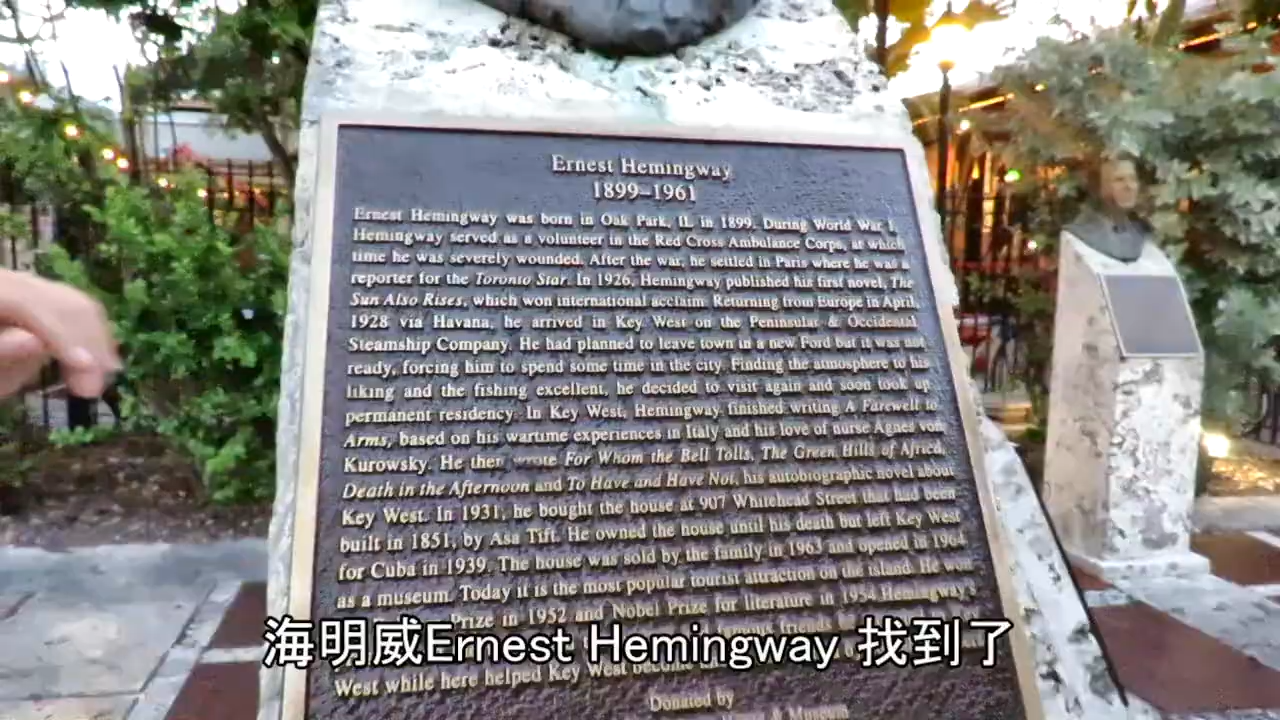 Ernest Hemingway
1899–1961
Ernest Hemingway was born in Oak Park, IL in 1899. During World War I,
Hemingway served as a volunteer in the Red Cross Ambulance Corps, at which
time he was severely wounded. After the war, he settled in Paris where he was a
reporter for the Toronto Star. In 1926, Hemingway published his first novel, The
Sun Also Rises, which won international acclaim. Returning from Europe in April,
1928 via Havana, he arrived in Key West on the Peninsular & Occidental
Steamship Company. He had planned to leave town in a new Ford but it was not
ready, forcing him to spend some time in the city. Finding the atmosphere to his
liking and the fishing excellent, he decided to visit again and soon took up
permanent residency. In Key West, Hemingway finished writing A Farewell to
Arms, based on his wartime experiences in Italy and his love of nurse Agnes von
Kurowsky. He then wrote For Whom the Bell Tolls, The Green Hills of Africa,
Death in the Afternoon and To Have and Have Not, his autobiographic novel about
Key West. In 1931, he bought the house at 907 Whitehead Street that had been
built in 1851, by Asa Tift. He owned the house until his death but left Key West
for Cuba in 1939. The house was sold by the family in 1963 and opened in 1964
as a museum. Today it is the most popular tourist attraction on the island. He won
Prize in 1952 and Nobel Prize for literature in 1954. Hemingway's
famous friends
West while here helped Key West become
Donated by
& Museum
海明威Ernest Hemingway 找到了